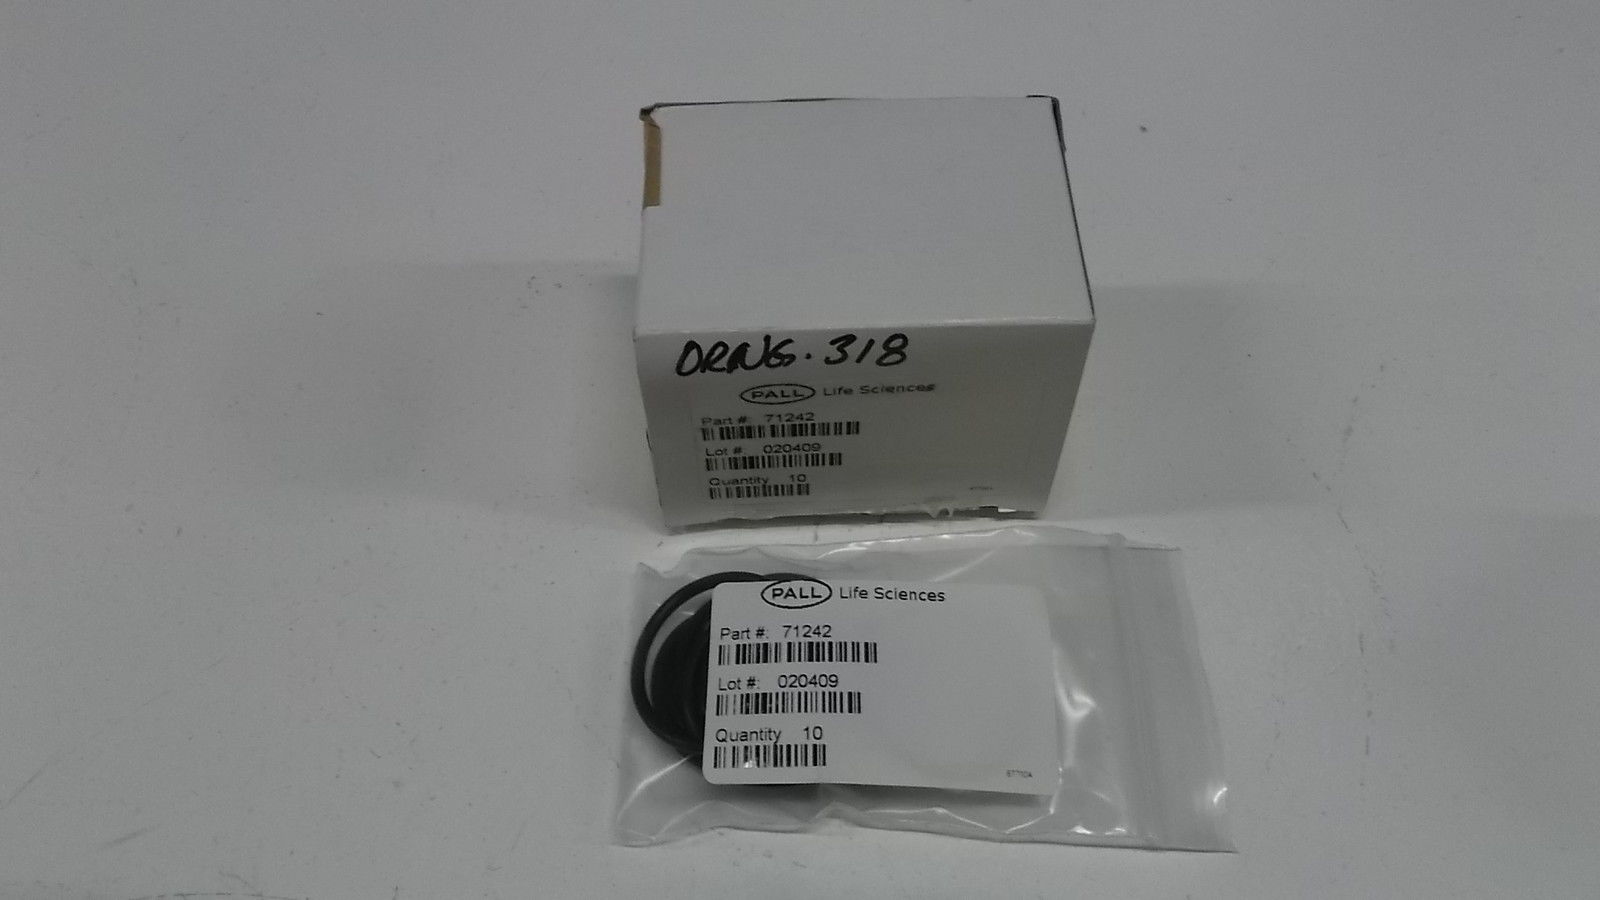 ORNG. 318
PALL Life Sciences
Part #: 71242
Lot #: 020409
Quantity 10
PALL Life Sciences
Part #: 71242
Lot #: 020409
Quantity 10